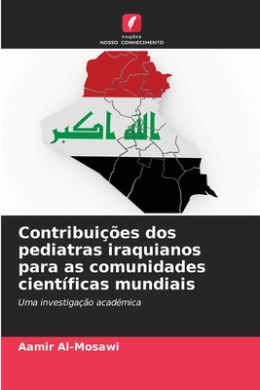 edições
NOSSO CONHECIMENTO
الله اكبر
Contribuições dos
pediatras iraquianos
para as comunidades
científicas mundiais
Uma investigação académica
Aamir Al-Mosawi